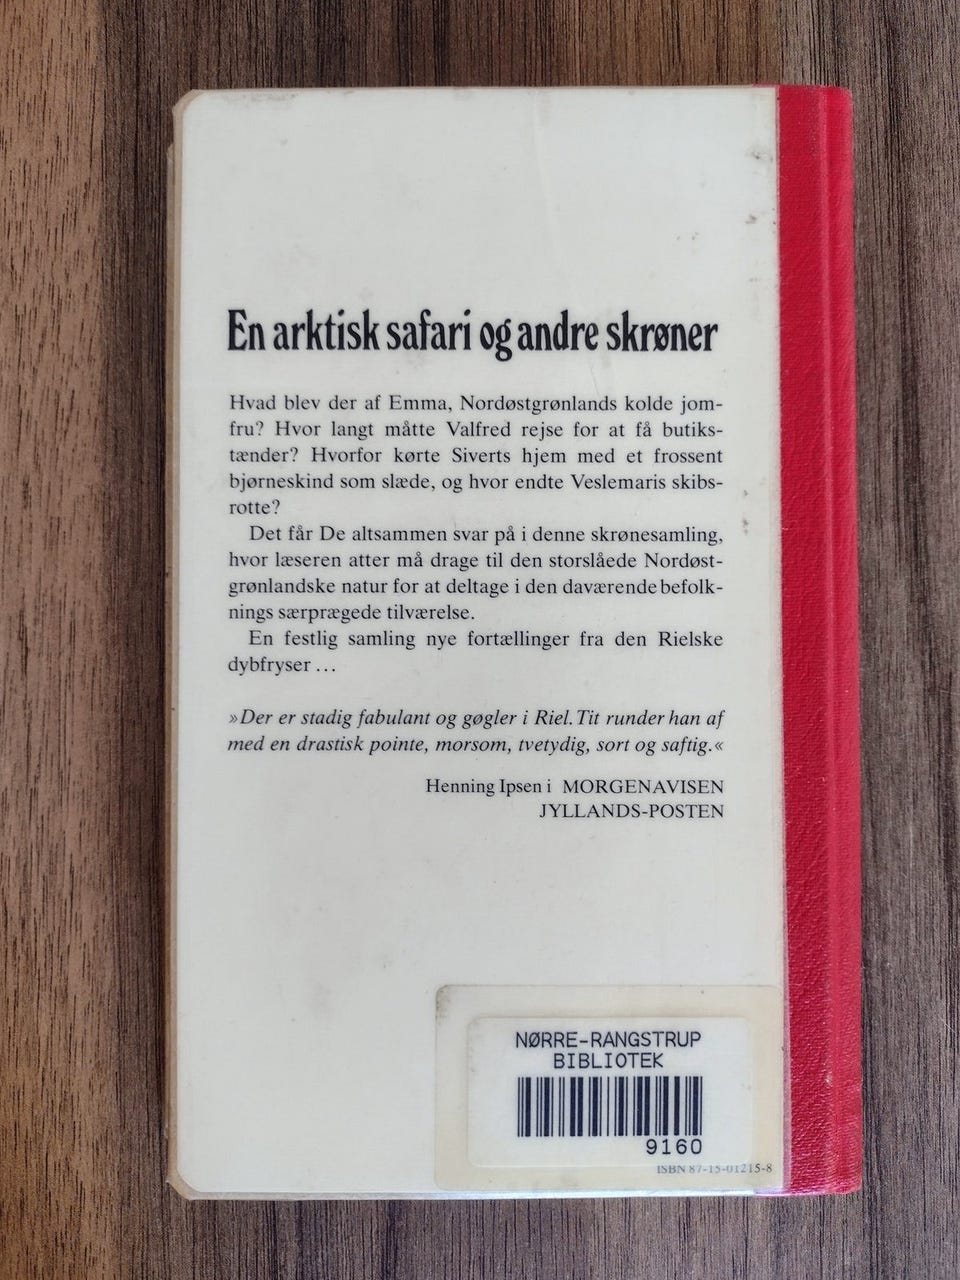 En arktisk safari og andre skrøner
Hvad blev der af Emma, Nordøstgrønlands kolde jom-
fru? Hvor langt måtte Valfred rejse for at få butiks-
tænder? Hvorfor kørte Siverts hjem med et frossent
bjørneskind som slæde, og hvor endte Veslemaris skibs-
rotte?
Det får De altsammen svar på i denne skrønesamling,
hvor læseren atter må drage til den storslåede Nordøst-
grønlandske natur for at deltage i den daværende befolk-
nings særprægede tilværelse.
En festlig samling nye fortællinger fra den Rielske
dybfryser ...
»Der er stadig fabulant og gøgler i Riel. Tit runder han af
med en drastisk pointe, morsom, tvetydig, sort og saftig.«
Henning Ipsen i MORGENAVISEN
JYLLANDS-POSTEN
NØRRE-RANGSTRUP
BIBLIOTEK
9160
ISBN 87-15-01215-8